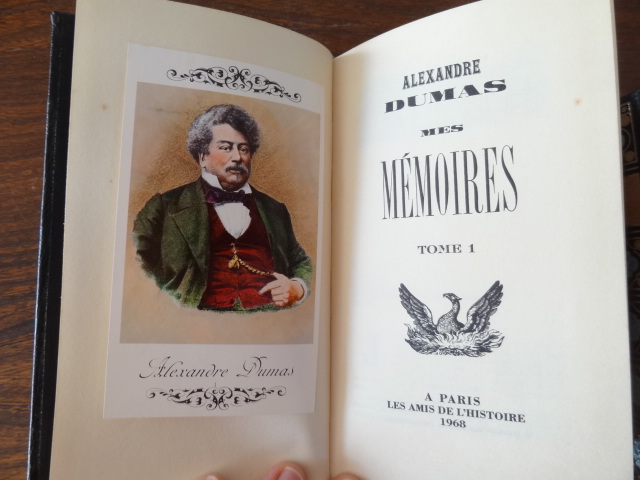 Alexandre Dumas
ALEXANDRE
DUMAS
MES
MÉMOIRES
TOME 1
A PARIS
LES AMIS DE L'HISTOIRE
1968